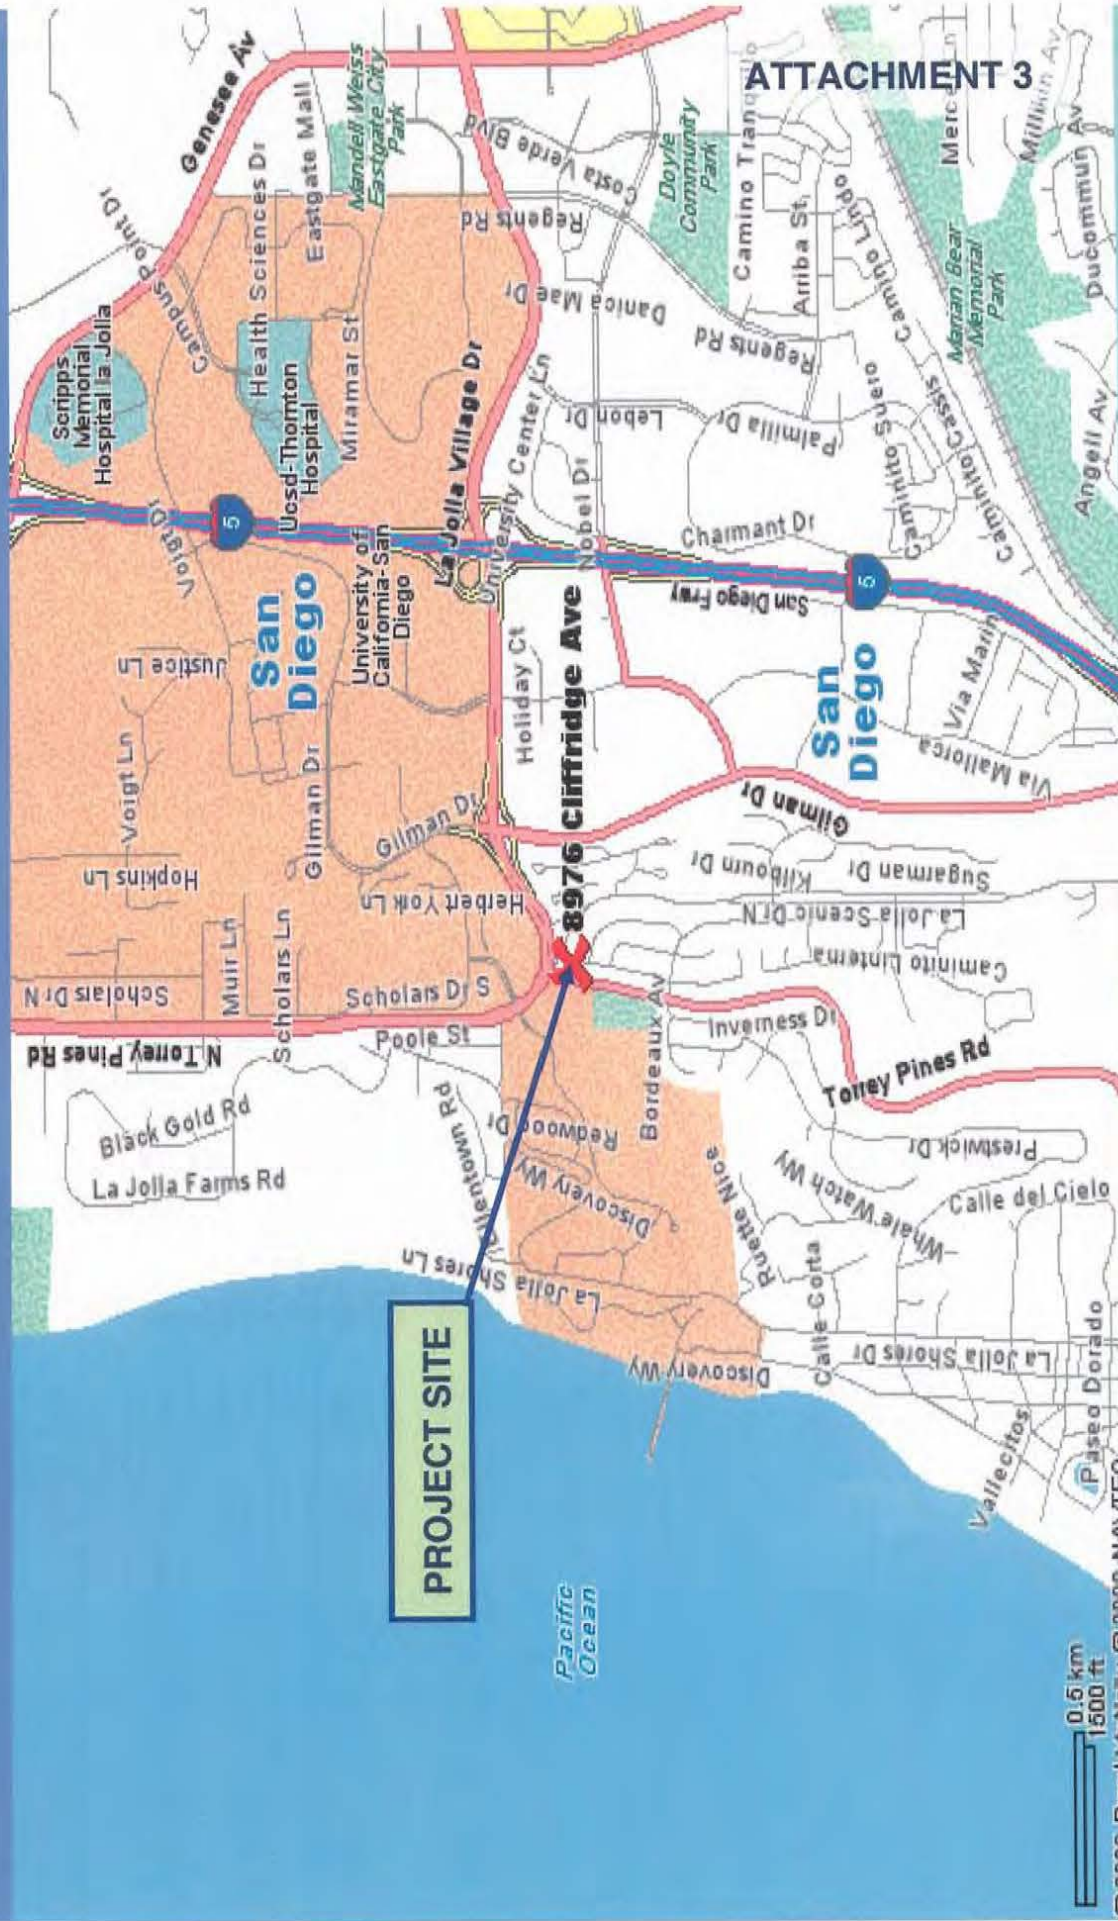 ATTACHMENT 3
PROJECT SITE
8976 Cliffridge Ave
Pacific
Ocean
San
Diego
San
Diego
5
5
Genesee Av
Campus Point Dr
Scripps
Memorial
Hospital la Jolla
Health Sciences Dr
Eastgate Mall
Mandell Weiss
Eastgate City
Park
Ucsd-Thornton
Hospital
Miramar St
Regents Rd
Costa Verde Blvd
Doyle
Community
Park
Camino Tranquilo
Arriba St
Camino Lindo
Marian Bear
Memorial
Park
Millikin Av
Ducommun Av
Angell Av
Danica Mae Dr
Regents Rd
La Jolla Village Dr
University Center Ln
Lebon Dr
Palmilla Dr
Nobel Dr
Charmant Dr
Caminito Suero
Caminito Cassis
San Diego Frwy
Voigt Dr
University of
California-San
Diego
Justice Ln
Voigt Ln
Hopkins Ln
Gilman Dr
Gilman Dr
Holiday Ct
Via Marin
Via Mallorca
Gilman Dr
Kilbourn Dr
Sugarman Dr
La Jolla Scenic Dr N
Caminito Linterna
Herbert York Ln
Muir Ln
Scholars Ln
Scholars Dr N
Scholars Dr S
N Torrey Pines Rd
Poole St
Black Gold Rd
La Jolla Farms Rd
Redwood Dr
Discovery Wy
Bordeaux Av
Inverness Dr
Torrey Pines Rd
Prestwick Dr
Whale Watch Wy
Calle del Cielo
Ruette Nice
La Jolla Shores Ln
Discovery Wy
Calle Corta
La Jolla Shores Dr
Vallecitos
Paseo Dorado
0.5 km
1500 ft